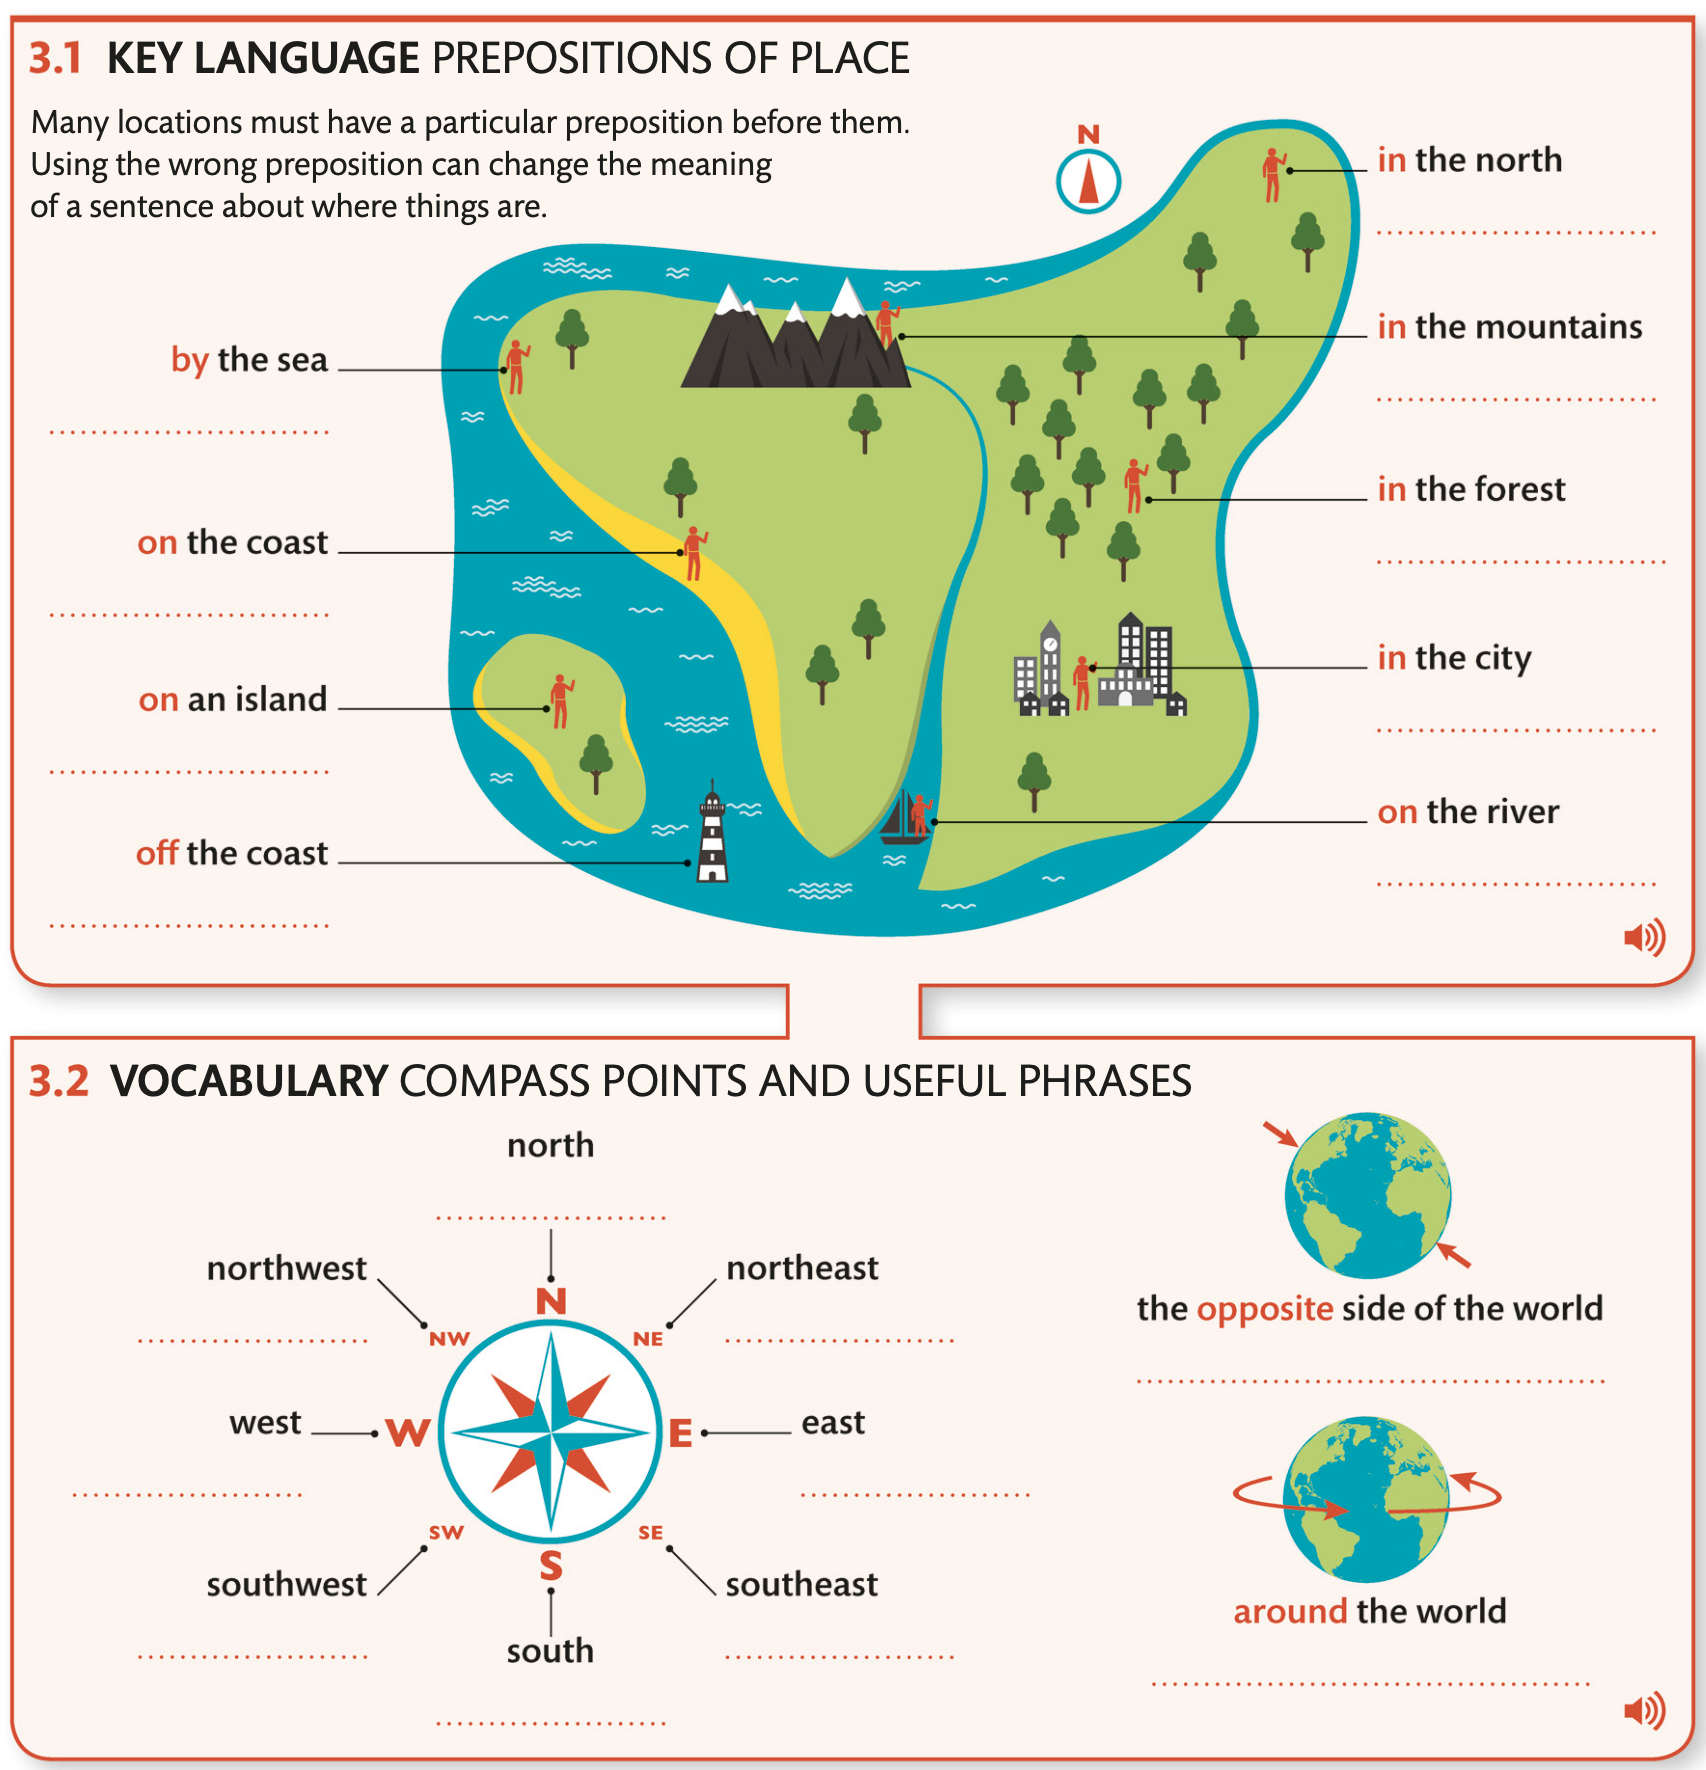 3.1 KEY LANGUAGE PREPOSITIONS OF PLACE
Many locations must have a particular preposition before them.
Using the wrong preposition can change the meaning
of a sentence about where things are.
N
in the north
in the mountains
by the sea
in the forest
on the coast
in the city
on an island
on the river
off the coast
3.2 VOCABULARY COMPASS POINTS AND USEFUL PHRASES
north
northwest
northeast
N
NW
NE
west
W
E
east
SW
SE
S
southwest
southeast
south
the opposite side of the world
around the world